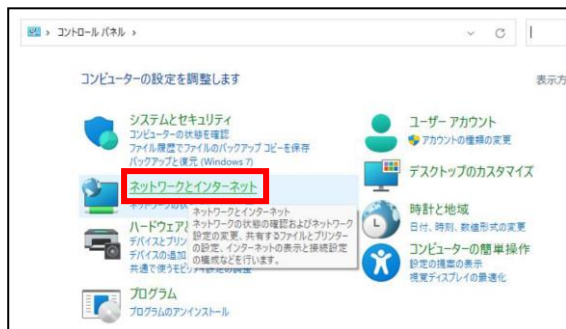 コントロール パネル
コンピューターの設定を調整します
表示方
システムとセキュリティ
コンピューターの状態を確認
ファイル履歴でファイルのバックアップ コピーを保存
バックアップと復元 (Windows 7)
ネットワークとインターネット
ネットワークとインターネット
ネットワークの状態の確認およびネットワーク
設定の変更、共有するファイルとプリンター
の設定、インターネットの表示と接続設定
の構成などを行います。
ハードウェアと
デバイスとプリン
デバイスの追加
プログラム
プログラムのアンインストール
ユーザー アカウント
アカウントの種類の変更
デスクトップのカスタマイズ
時計と地域
日付、時刻、数値形式の変更
コンピューターの簡単操作
設定の提案の表示
視覚ディスプレイの最適化